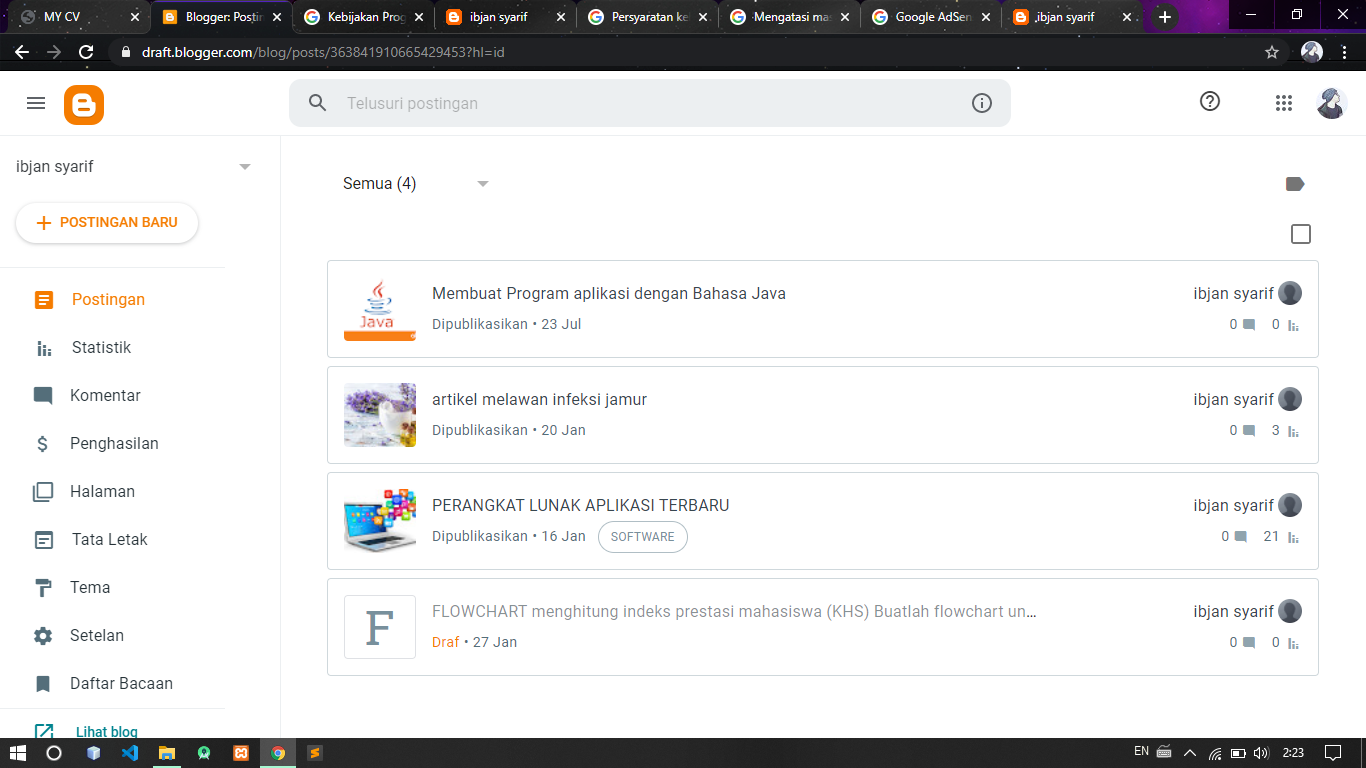 MY CV
Blogger: Postin
Kebijakan Prog
ibjan syarif
Persyaratan ke
Mengatasi mas
Google AdSen
ibjan syarif
draft.blogger.com/blog/posts/363841910665429453?hl=id
Telusuri postingan
ibjan syarif
POSTINGAN BARU
Postingan
Statistik
Komentar
Penghasilan
Halaman
Tata Letak
Tema
Setelan
Daftar Bacaan
Lihat blog
Semua (4)
Membuat Program aplikasi dengan Bahasa Java
ibjan syarif
Java
Dipublikasikan • 23 Jul
0 0
artikel melawan infeksi jamur
ibjan syarif
Dipublikasikan • 20 Jan
0 3
PERANGKAT LUNAK APLIKASI TERBARU
ibjan syarif
Dipublikasikan • 16 Jan SOFTWARE
0 21
F
FLOWCHART menghitung indeks prestasi mahasiswa (KHS) Buatlah flowchart un...
ibjan syarif
Draf • 27 Jan
0 0
EN 2:23